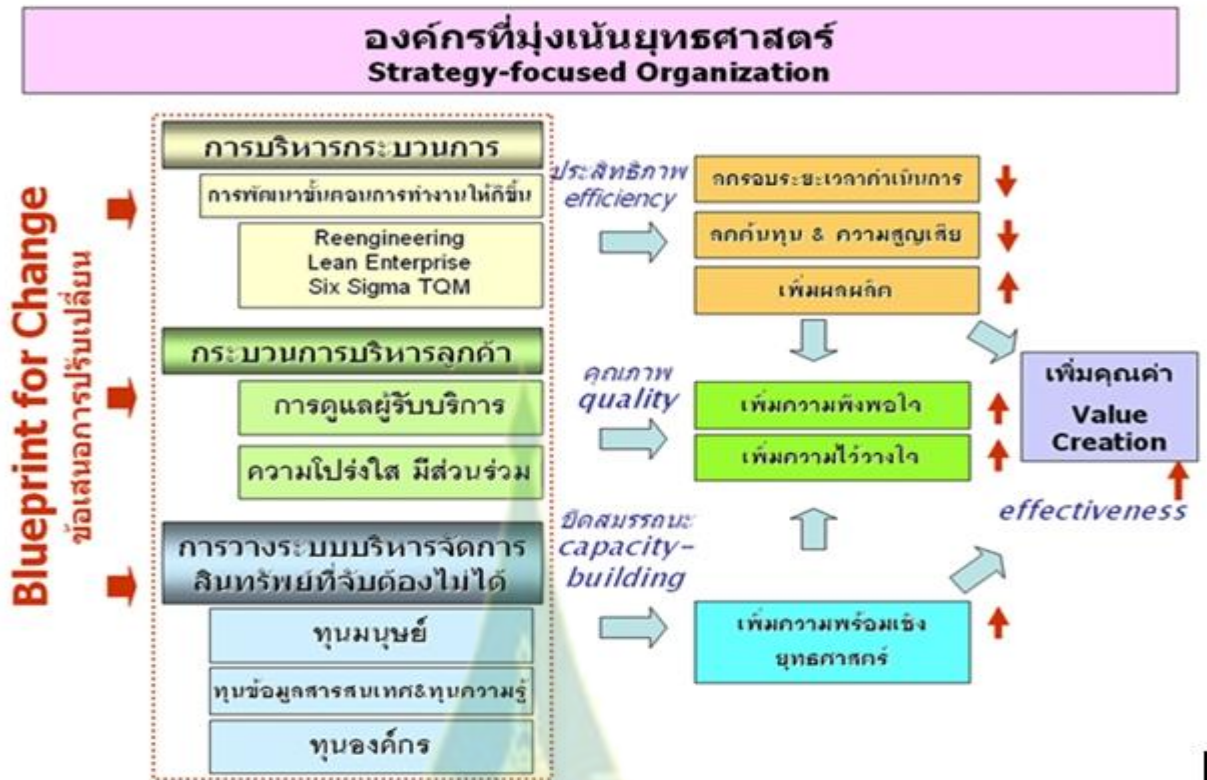 องค์กรที่มุ่งเน้นยุทธศาสตร์
Strategy-focused Organization
Blueprint for Change
ข้อเสนอการปรับเปลี่ยน
การบริหารกระบวนการ
การพัฒนาขั้นตอนการทำงานให้ดีขึ้น
Reengineering
Lean Enterprise
Six Sigma TQM
ประสิทธิภาพ
efficiency
ลดรอบระยะเวลาดำเนินการ
ลดต้นทุน & ความสูญเสีย
เพิ่มผลผลิต
กระบวนการบริหารลูกค้า
การดูแลผู้รับบริการ
ความโปร่งใส มีส่วนร่วม
คุณภาพ
quality
เพิ่มความพึงพอใจ
เพิ่มความไว้วางใจ
เพิ่มคุณค่า
Value
Creation
effectiveness
การวางระบบบริหารจัดการ
สินทรัพย์ที่จับต้องไม่ได้
ทุนมนุษย์
ทุนข้อมูลสารสนเทศ&ทุนความรู้
ทุนองค์กร
ขีดสมรรถนะ
capacity-
building
เพิ่มความพร้อมเชิง
ยุทธศาสตร์